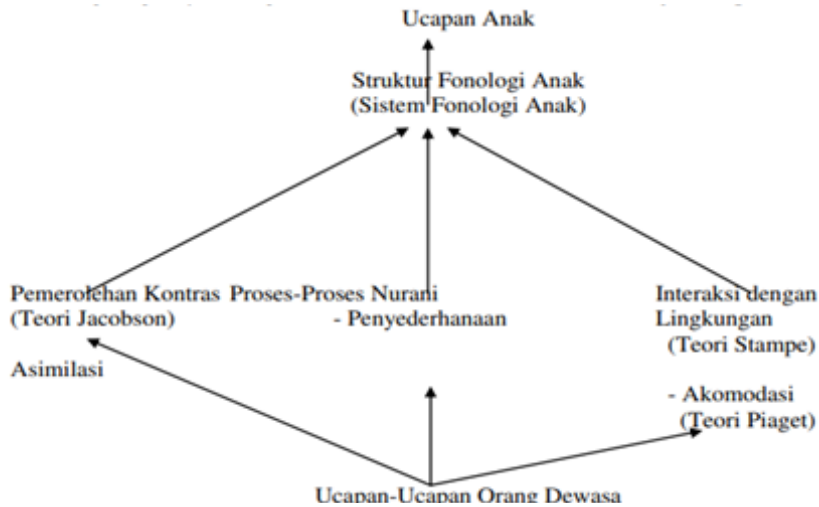 Ucapan Anak
Struktur Fonologi Anak
(Sistem Fonologi Anak)
Pemerolehan Kontras Proses-Proses Nurani
(Teori Jacobson)
- Penyederhanaan
Asimilasi
Interaksi dengan
Lingkungan
(Teori Stampe)
- Akomodasi
(Teori Piaget)
Ucapan-Ucapan Orang Dewasa